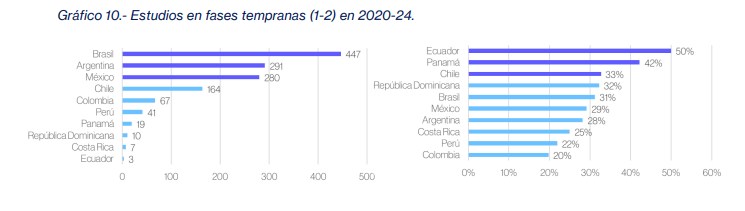 Gráfico 10.- Estudios en fases tempranas (1-2) en 2020-24.
Brasil 447
Argentina 291
México 280
Chile 164
Colombia 67
Perú 41
Panamá 19
República Dominicana 10
Costa Rica 7
Ecuador 3
0 100 200 300 400 500
Ecuador 50%
Panamá 42%
Chile 33%
República Dominicana 32%
Brasil 31%
México 29%
Argentina 28%
Costa Rica 25%
Perú 22%
Colombia 20%
0% 10% 20% 30% 40% 50% 60%